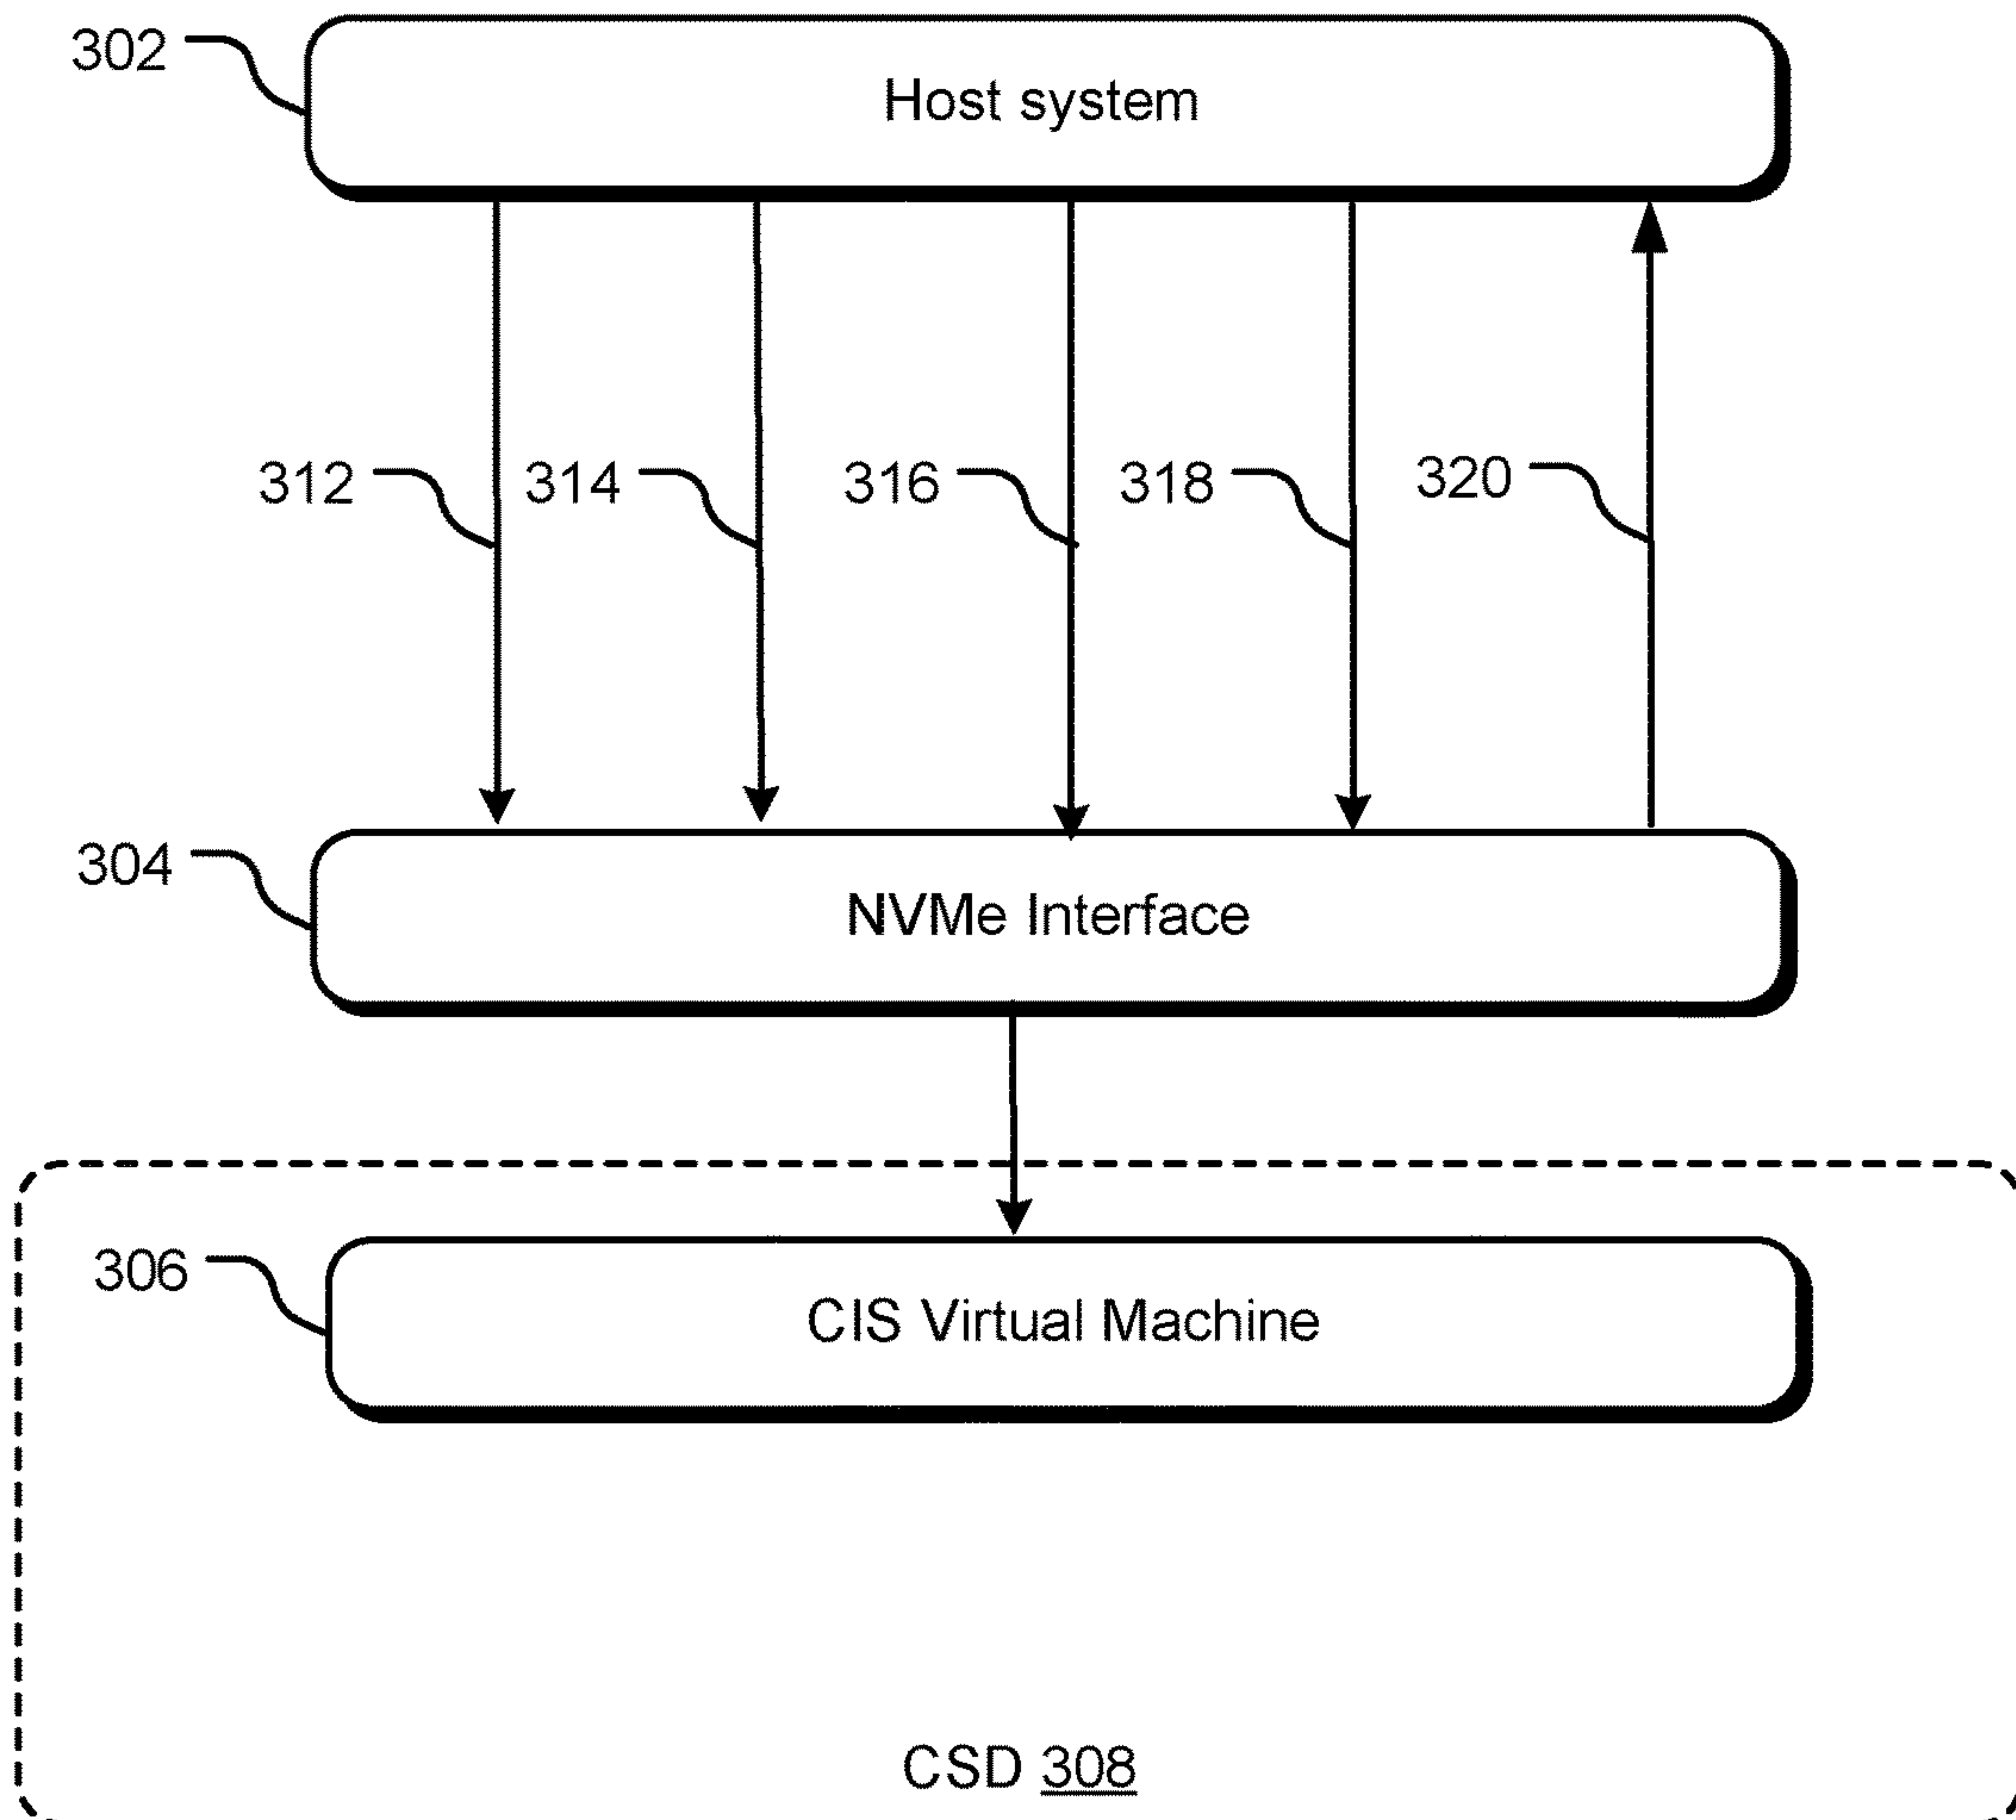 302
Host system
312
314
316
318
320
304
NVMe Interface
306
CIS Virtual Machine
CSD 308